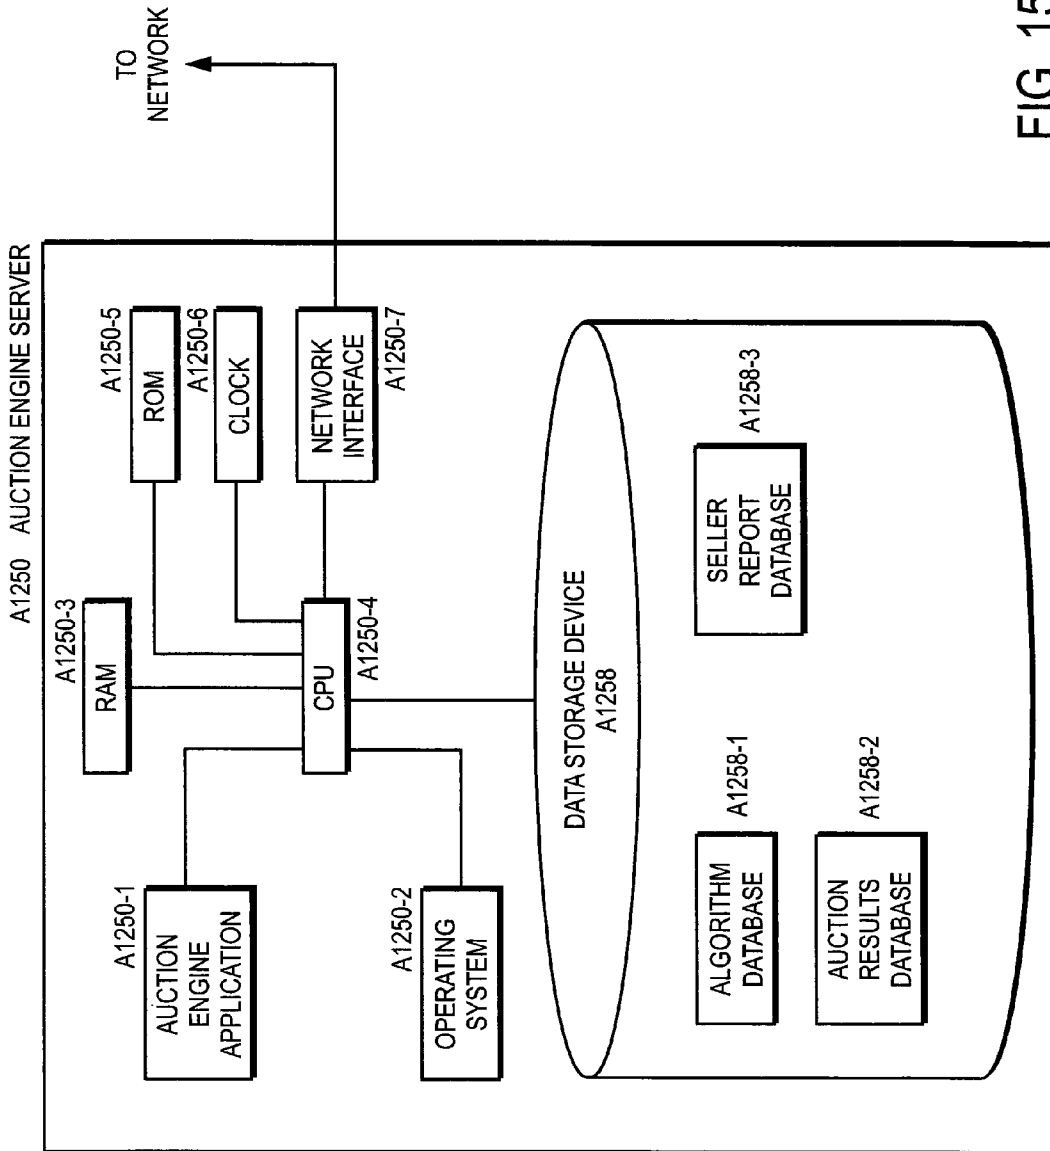 A1250 AUCTION ENGINE SERVER
A1250-1
AUCTION
ENGINE
APPLICATION
A1250-2
OPERATING
SYSTEM
A1250-3
RAM
CPU
A1250-4
A1250-5
ROM
A1250-6
CLOCK
NETWORK
INTERFACE
A1250-7
TO
NETWORK
DATA STORAGE DEVICE
A1258
ALGORITHM
DATABASE
A1258-1
AUCTION
RESULTS
DATABASE
A1258-2
SELLER
REPORT
DATABASE
A1258-3
FIG. 15